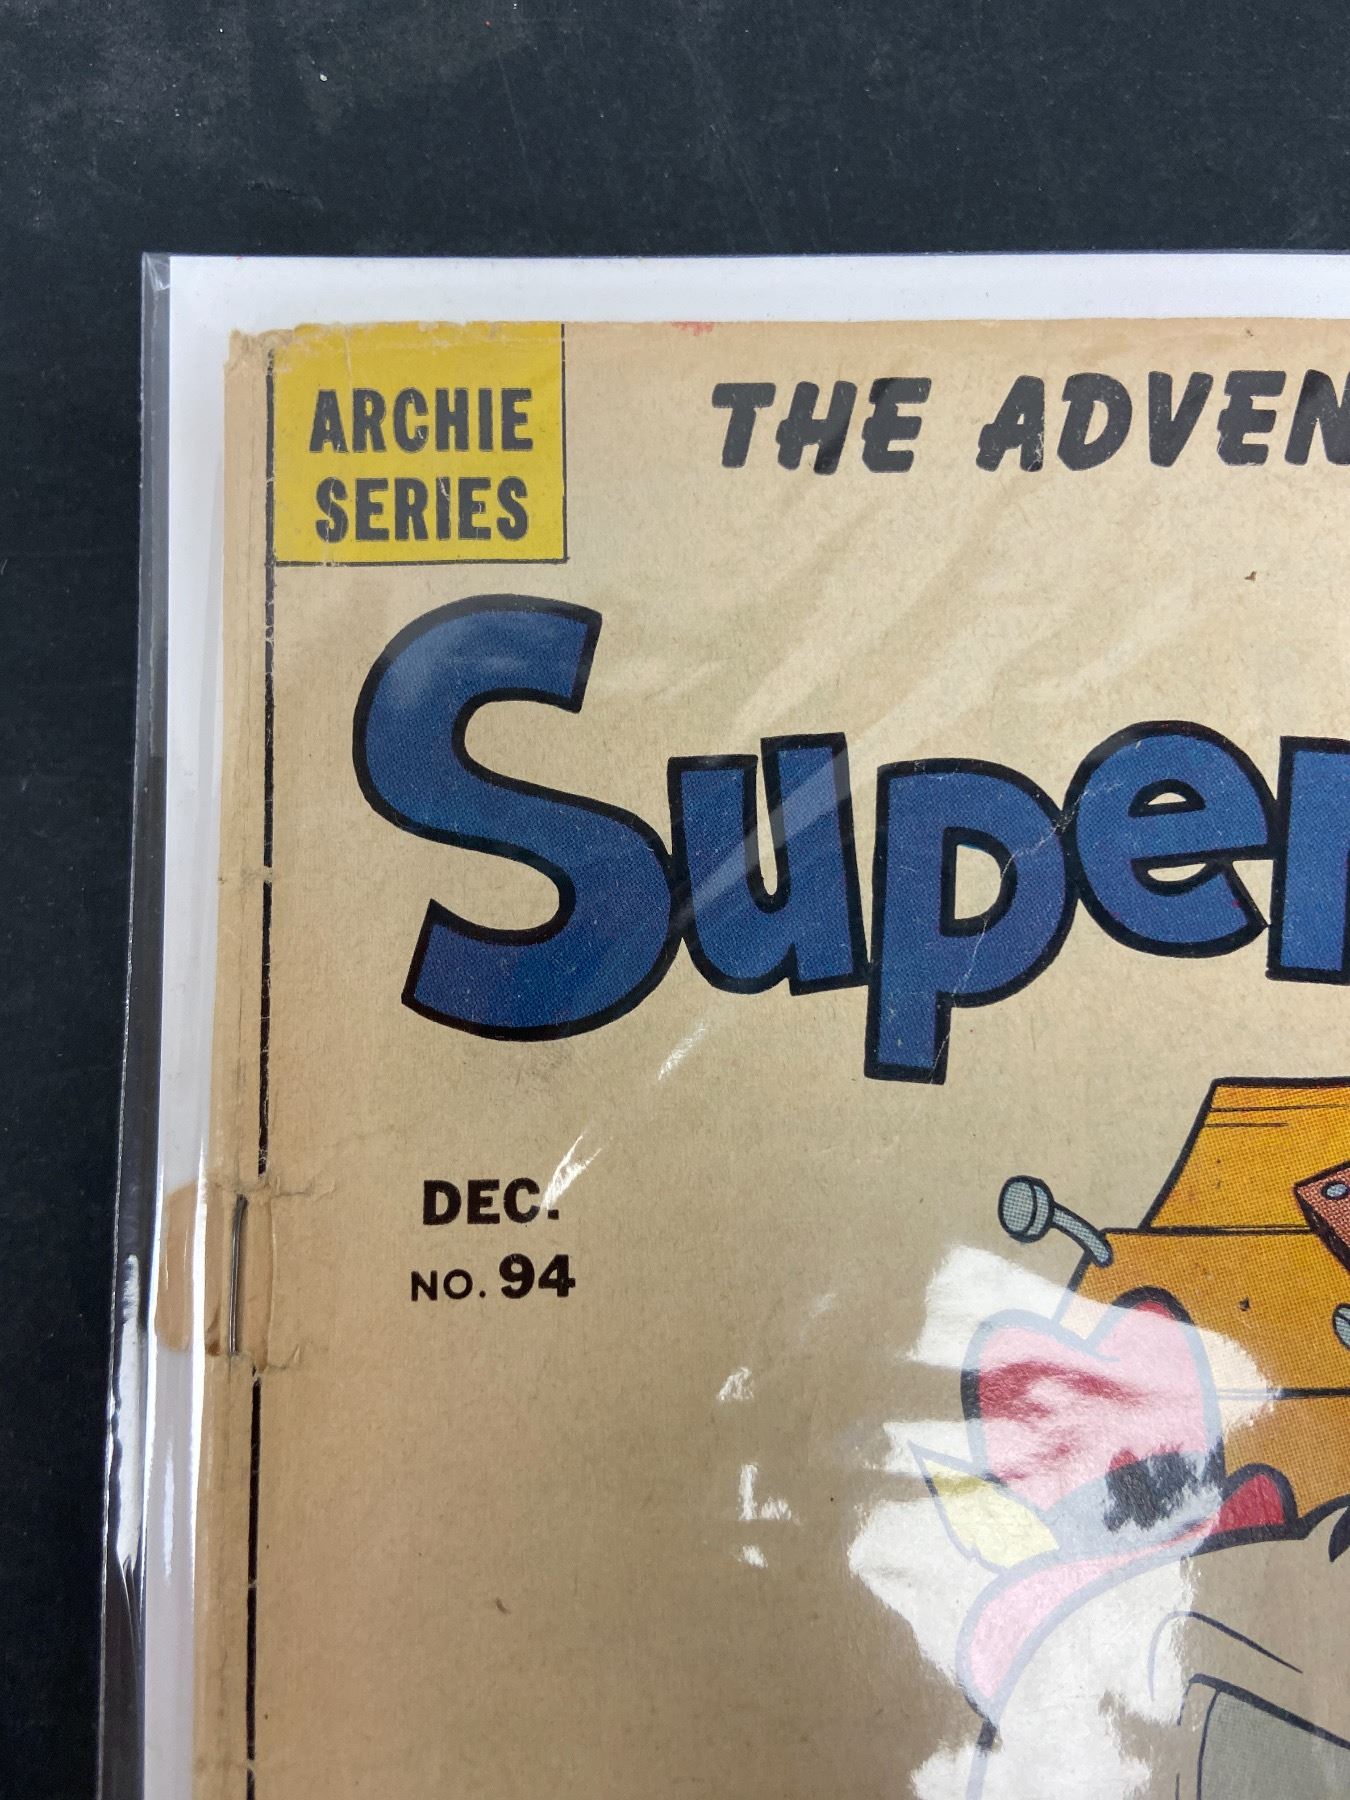 ARCHIE
SERIES
THE ADVEN
Super
DEC.
NO. 94